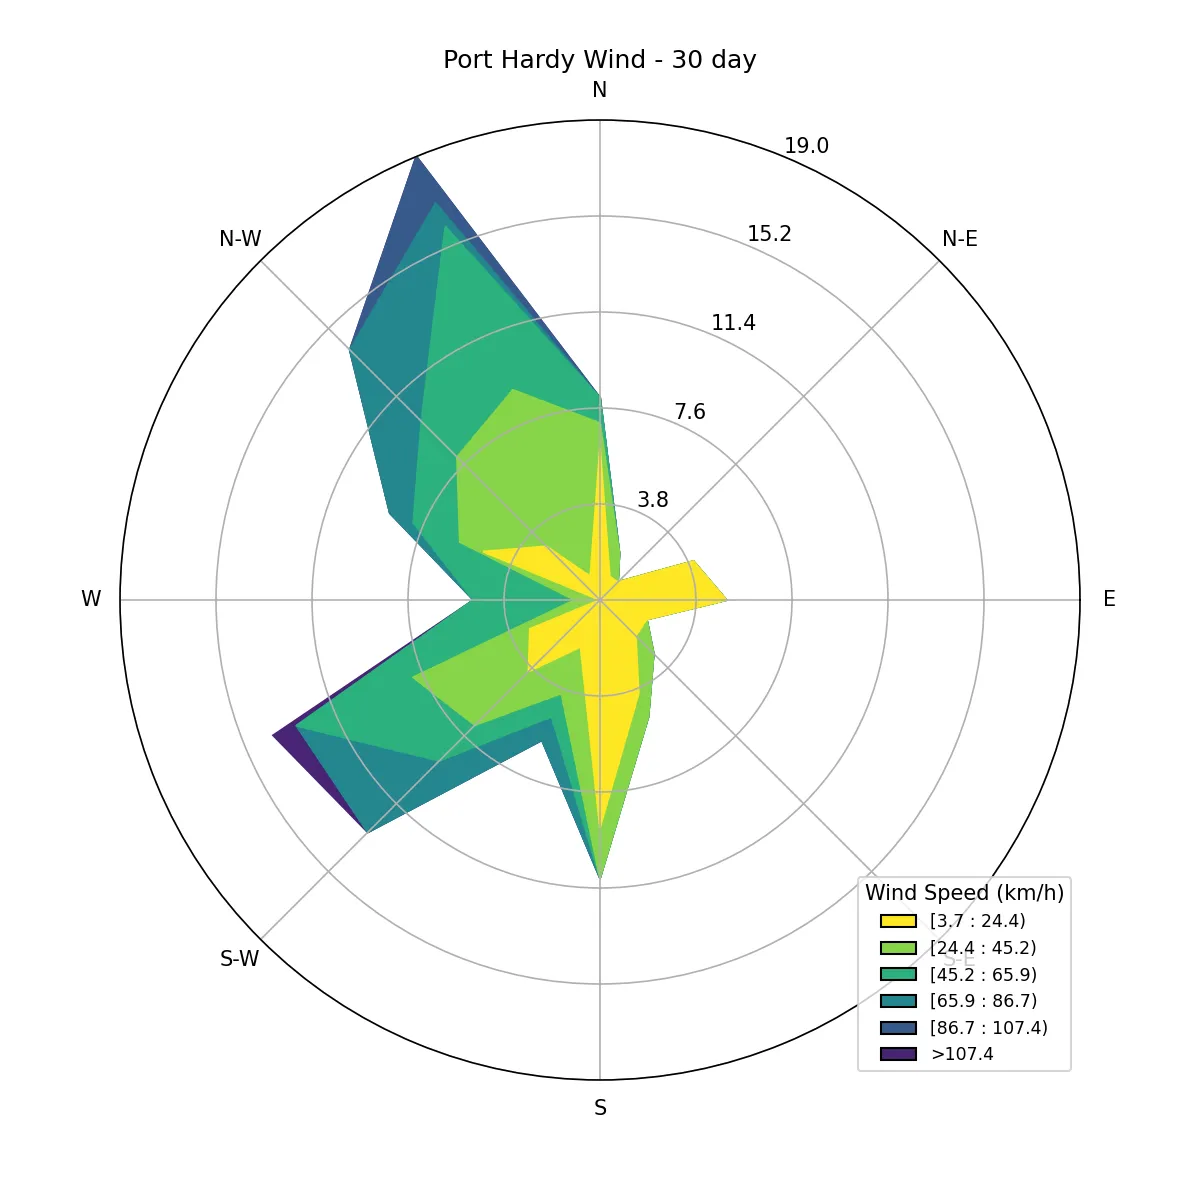 Port Hardy Wind - 30 day
N
19.0
15.2
N-W
N-E
11.4
7.6
3.8
W
E
Wind Speed (km/h)
[3.7 : 24.4)
[24.4 : 45.2)
S-W
S-E
[45.2 : 65.9)
[65.9 : 86.7)
[86.7 : 107.4)
>107.4
S